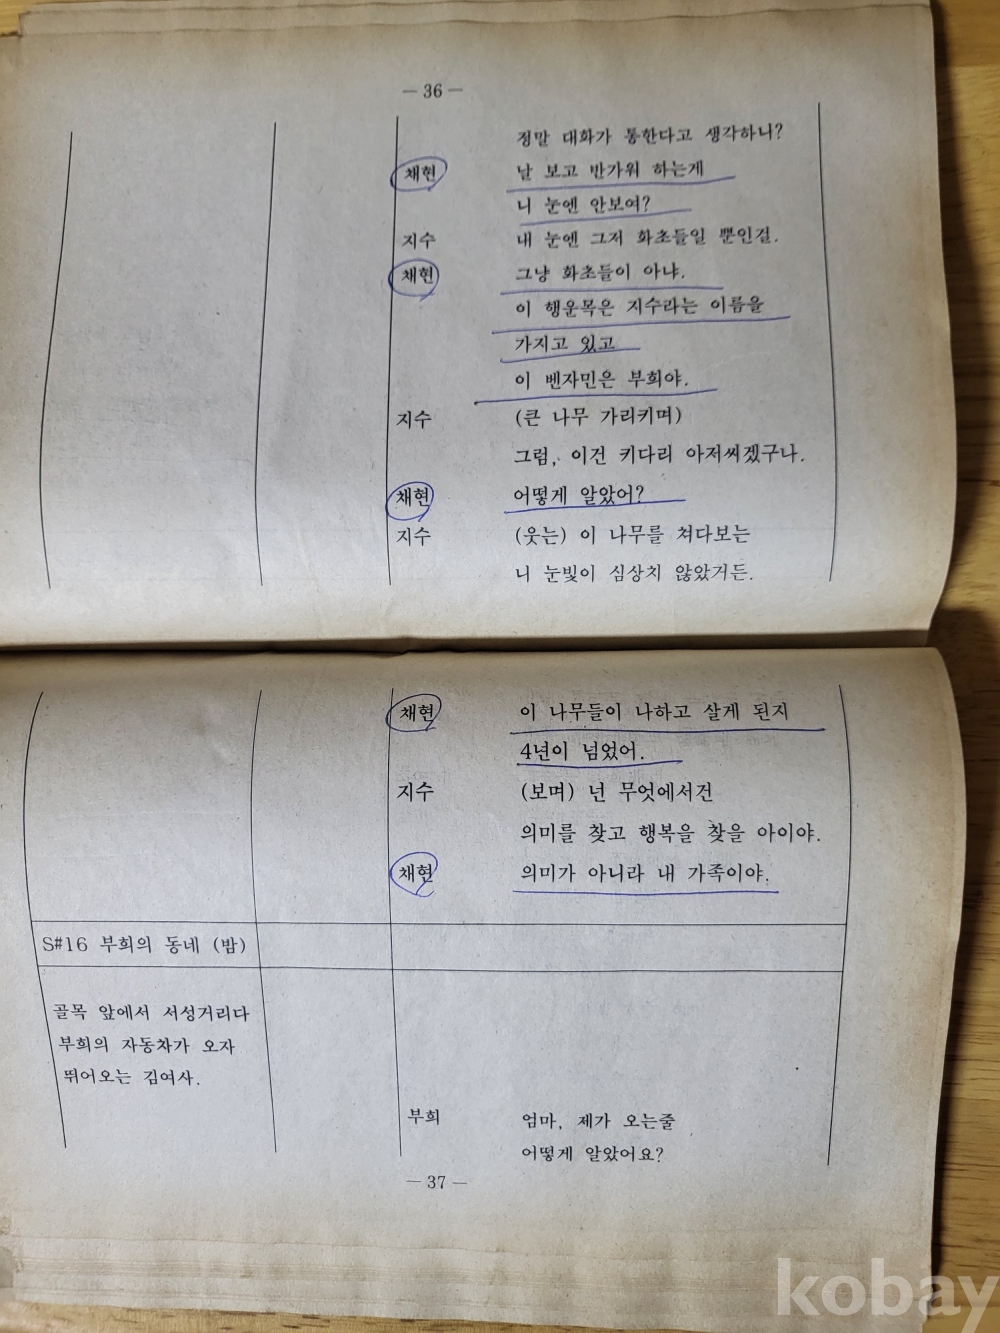 — 36 —
정말 대화가 통한다고 생각하니?
채현 날 보고 반가워 하는게
니 눈엔 안보여?
지수 내 눈엔 그저 화초들일 뿐인걸.
채현 그냥 화초들이 아냐.
이 행운목은 지수라는 이름을
가지고 있고
이 벤자민은 부희야.
지수 (큰 나무 가리키며)
그럼, 이건 키다리 아저씨겠구나.
채현 어떻게 알았어?
지수 (웃는) 이 나무를 쳐다보는
니 눈빛이 심상치 않았거든.
채현 이 나무들이 나하고 살게 된지
4년이 넘었어.
지수 (보며) 넌 무엇에서건
의미를 찾고 행복을 찾을 아이야.
채현 의미가 아니라 내 가족이야.
S#16 부희의 동네 (밤)
골목 앞에서 서성거리다
부희의 자동차가 오자
뛰어오는 김여사.
부희 엄마, 제가 오는줄
어떻게 알았어요?
— 37 —
kobay